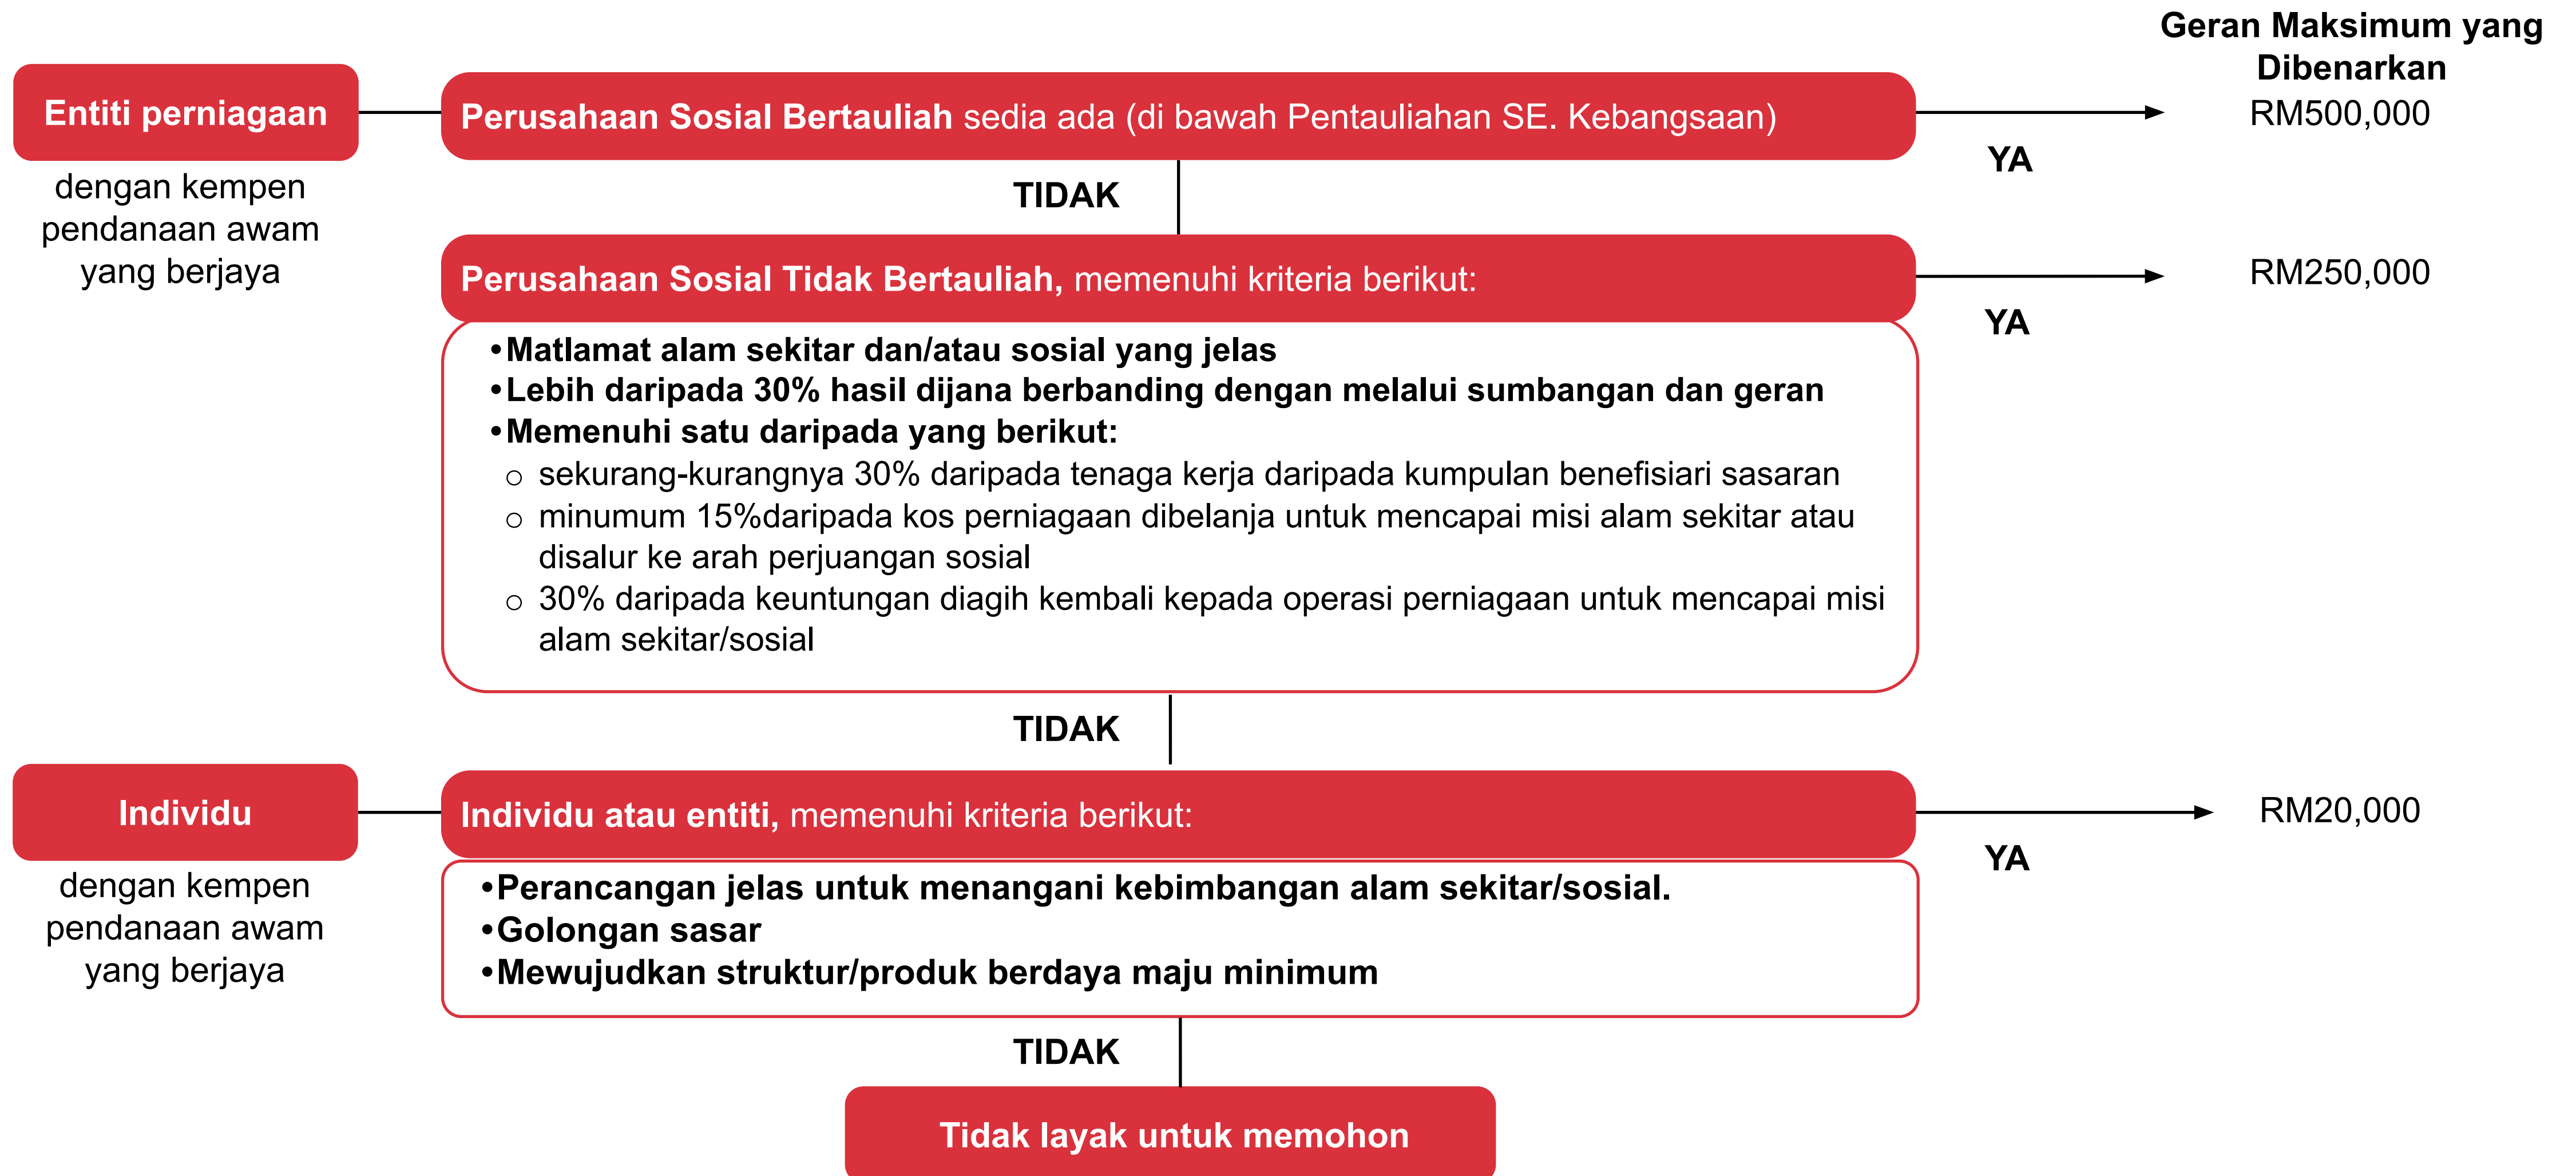 Geran Maksimum yang
Dibenarkan
Entiti perniagaan
dengan kempen
pendanaan awam
yang berjaya
Perusahaan Sosial Bertauliah sedia ada (di bawah Pentauliahan SE. Kebangsaan)
YA
RM500,000
TIDAK
Perusahaan Sosial Tidak Bertauliah, memenuhi kriteria berikut:
YA
RM250,000
•Matlamat alam sekitar dan/atau sosial yang jelas
•Lebih daripada 30% hasil dijana berbanding dengan melalui sumbangan dan geran
•Memenuhi satu daripada yang berikut:
○ sekurang-kurangnya 30% daripada tenaga kerja daripada kumpulan benefisiari sasaran
○ minumum 15%daripada kos perniagaan dibelanja untuk mencapai misi alam sekitar atau
disalur ke arah perjuangan sosial
○ 30% daripada keuntungan diagih kembali kepada operasi perniagaan untuk mencapai misi
alam sekitar/sosial
TIDAK
Individu
dengan kempen
pendanaan awam
yang berjaya
Individu atau entiti, memenuhi kriteria berikut:
YA
RM20,000
•Perancangan jelas untuk menangani kebimbangan alam sekitar/sosial.
•Golongan sasar
•Mewujudkan struktur/produk berdaya maju minimum
TIDAK
Tidak layak untuk memohon